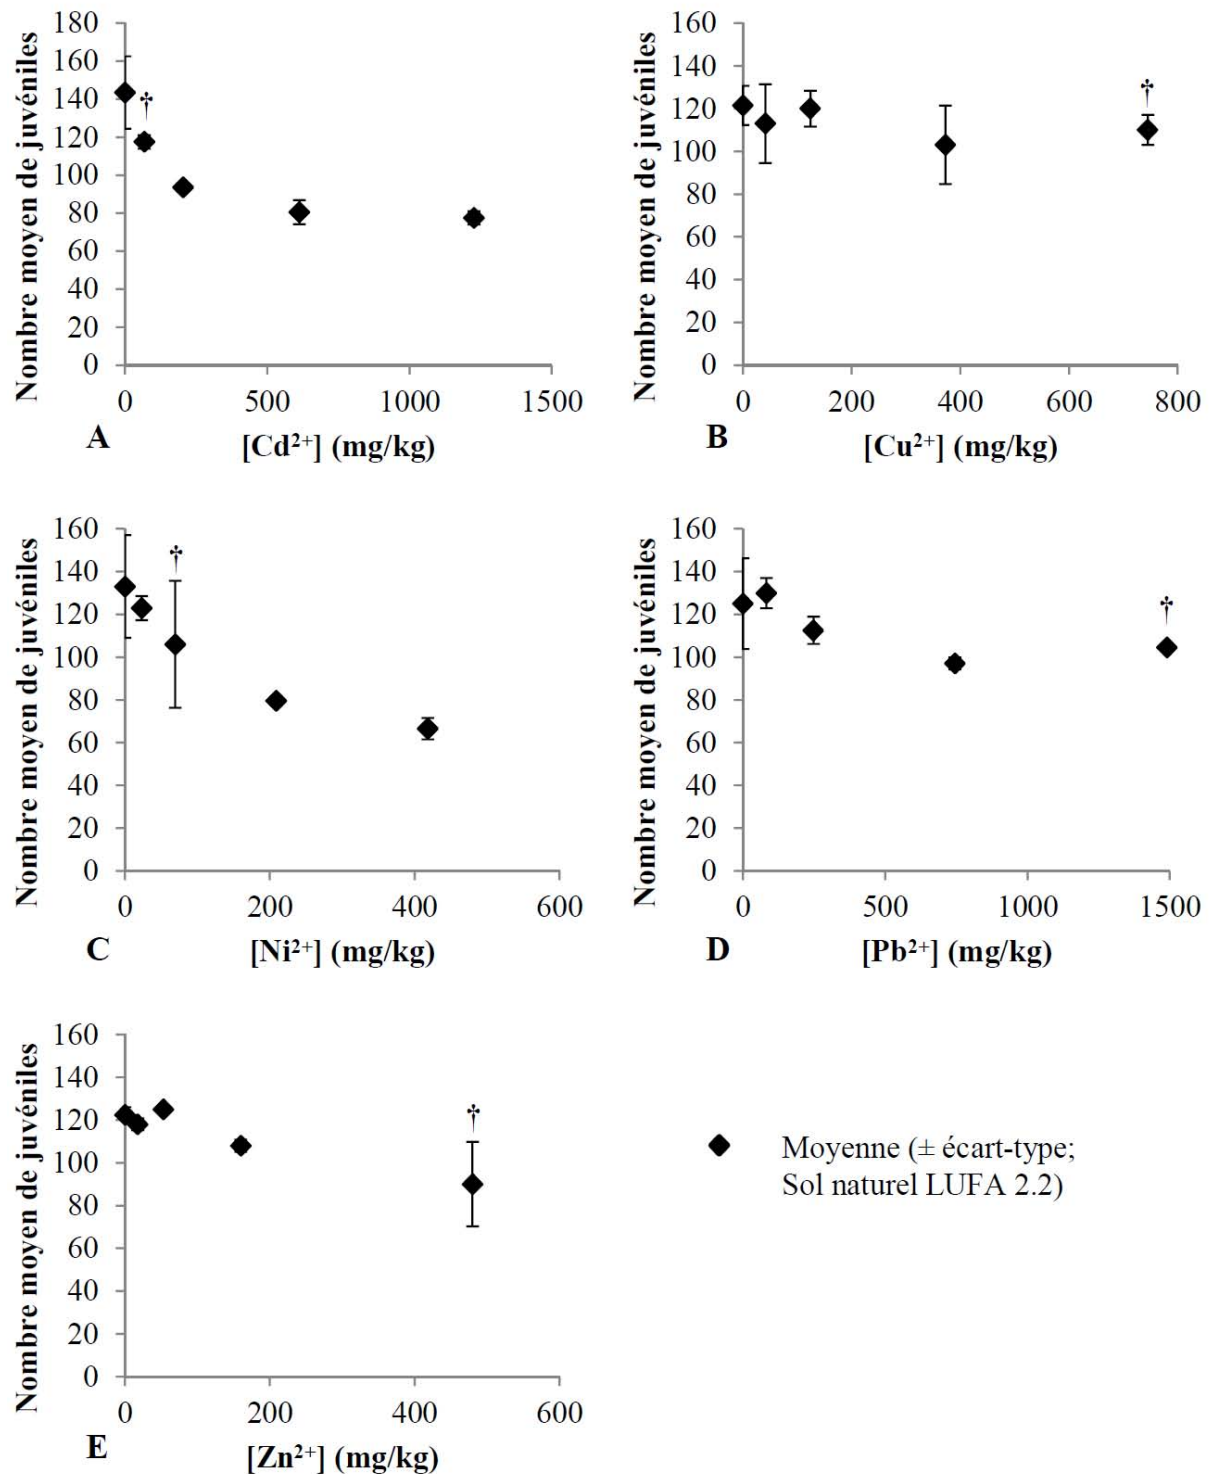 Nombre moyen de juvéniles
180
160
140
120
100
80
60
40
20
0
†
0 500 1000 1500
A
[Cd²⁺] (mg/kg)
Nombre moyen de juvéniles
160
140
120
100
80
60
40
20
0
†
0 200 400 600 800
B
[Cu²⁺] (mg/kg)
Nombre moyen de juvéniles
160
140
120
100
80
60
40
20
0
†
0 200 400 600
C
[Ni²⁺] (mg/kg)
Nombre moyen de juvéniles
160
140
120
100
80
60
40
20
0
†
0 500 1000 1500
D
[Pb²⁺] (mg/kg)
Nombre moyen de juvéniles
160
140
120
100
80
60
40
20
0
†
0 200 400 600
E
[Zn²⁺] (mg/kg)
Moyenne (± écart-type;
Sol naturel LUFA 2.2)